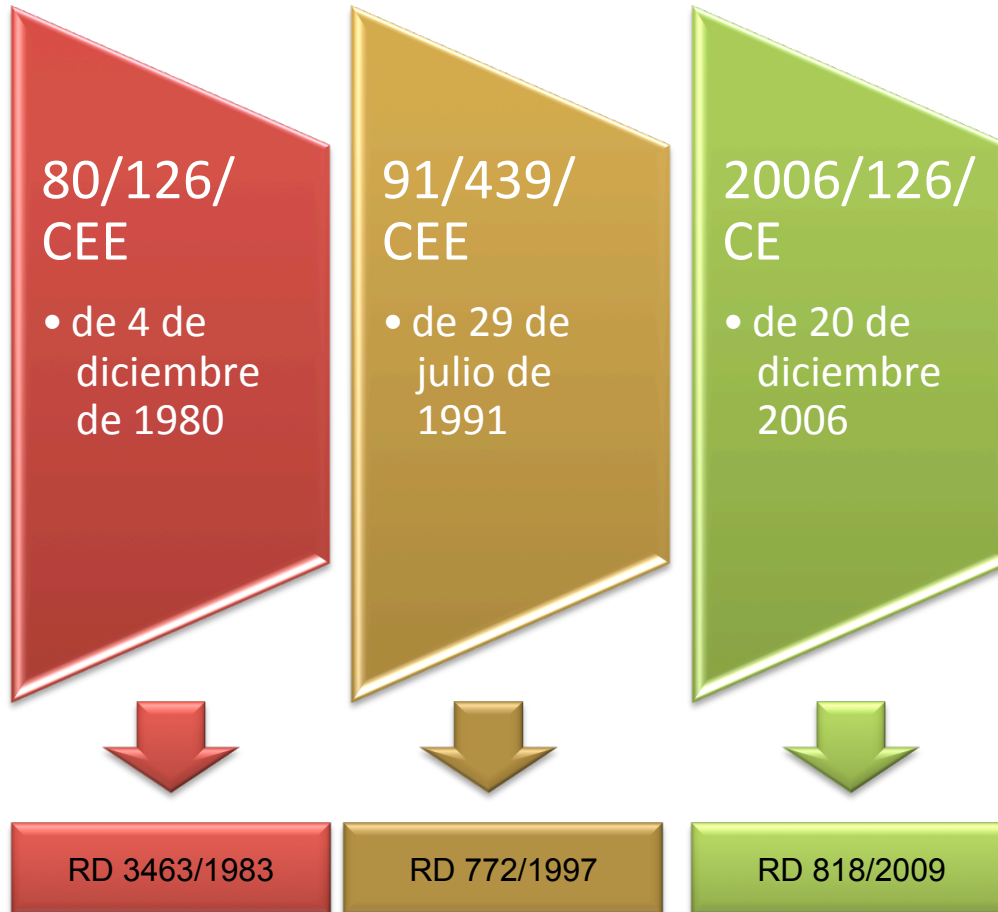 80/126/
CEE
• de 4 de
diciembre
de 1980
91/439/
CEE
• de 29 de
julio de
1991
2006/126/
CE
• de 20 de
diciembre
2006
RD 3463/1983
RD 772/1997
RD 818/2009